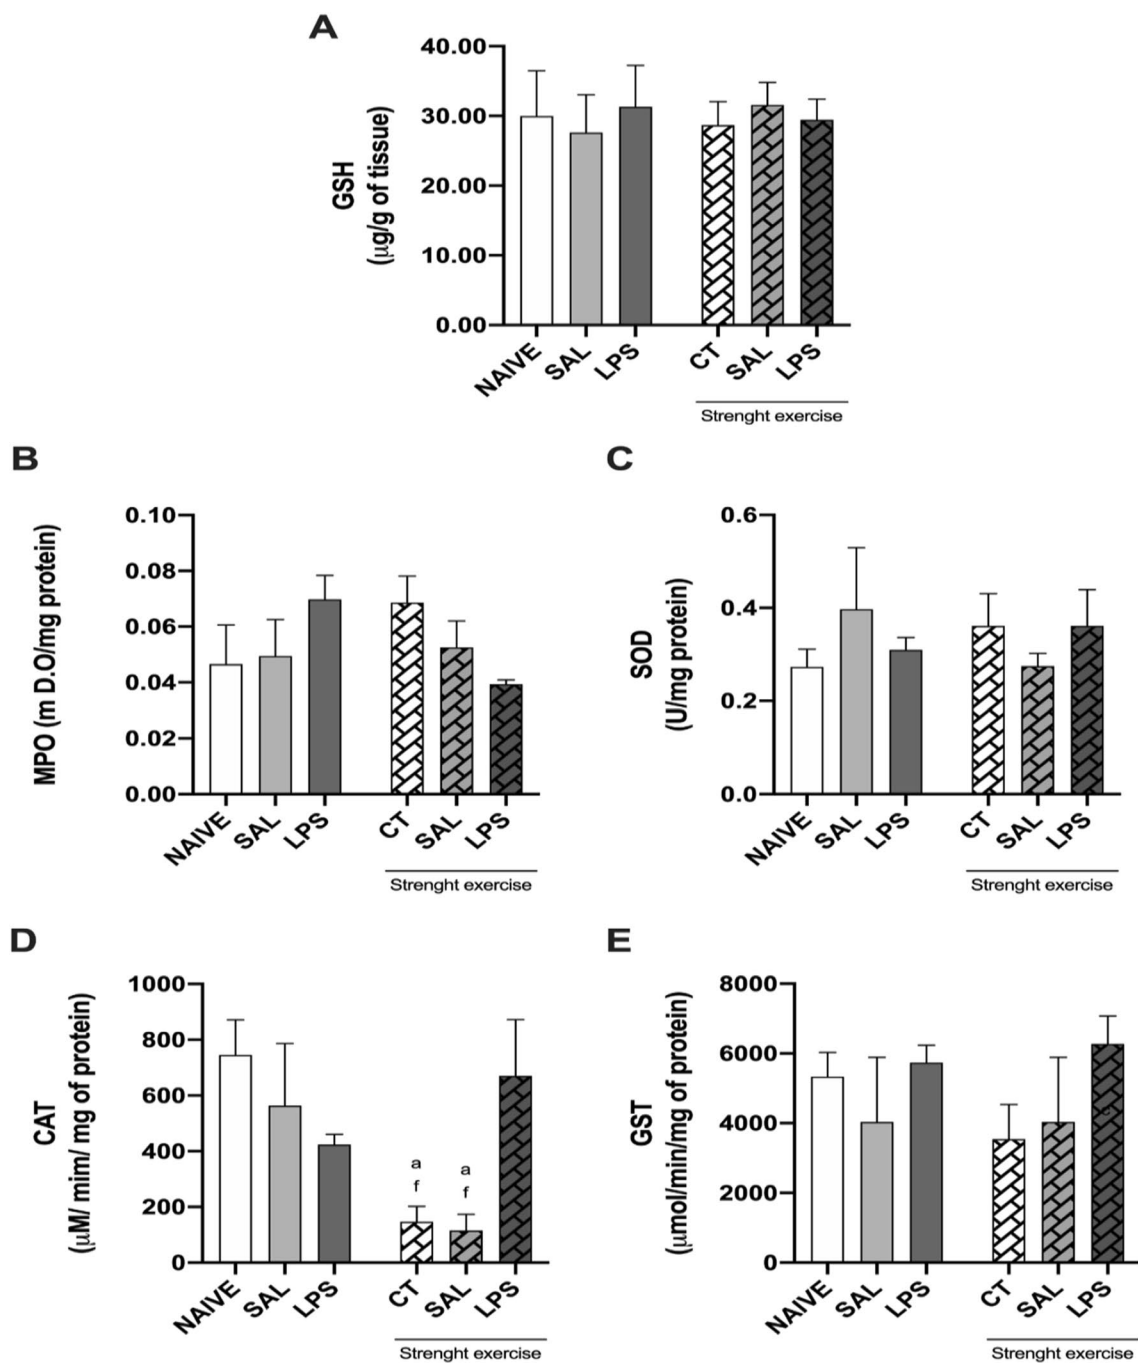 A
GSH
(μg/g of tissue)
40.00
30.00
20.00
10.00
0.00
NAIVE
SAL
LPS
CT
SAL
LPS
Strenght exercise
B
MPO (m D.O/mg protein)
0.10
0.08
0.06
0.04
0.02
0.00
NAIVE
SAL
LPS
CT
SAL
LPS
Strenght exercise
C
SOD
(U/mg protein)
0.6
0.4
0.2
0.0
NAIVE
SAL
LPS
CT
SAL
LPS
Strenght exercise
D
CAT
(μM/ mim/ mg of protein)
1000
800
600
400
200
0
a
f
a
f
NAIVE
SAL
LPS
CT
SAL
LPS
Strenght exercise
E
GST
(μmol/min/mg of protein)
8000
6000
4000
2000
0
NAIVE
SAL
LPS
CT
SAL
LPS
Strenght exercise